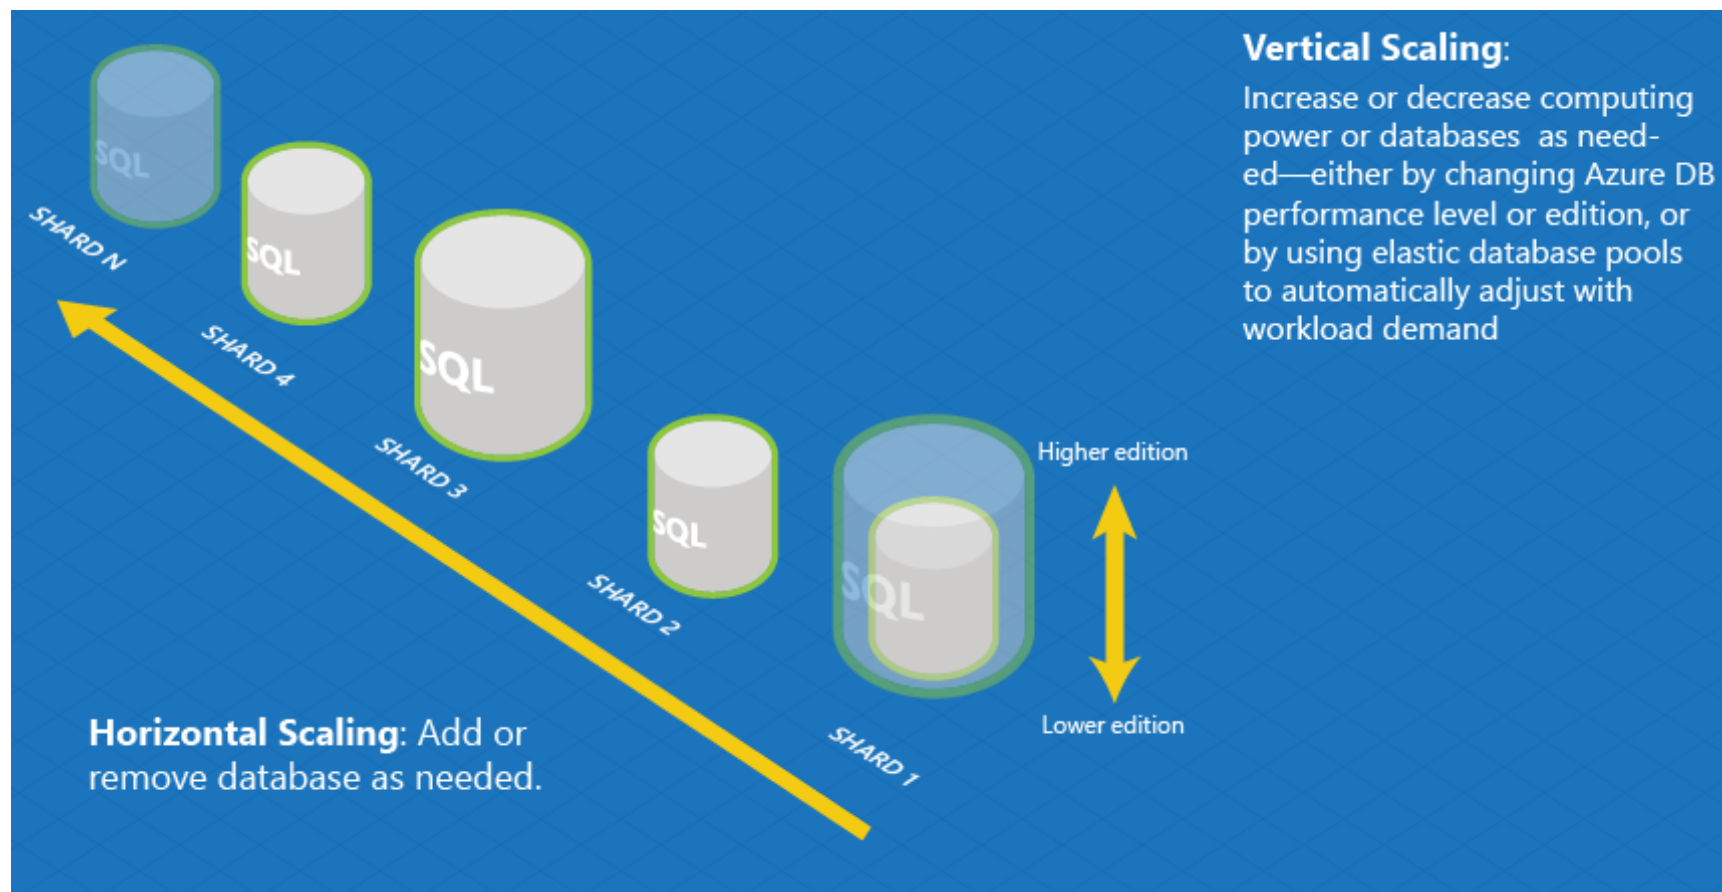 Vertical Scaling:
Increase or decrease computing
power or databases as need-
ed—either by changing Azure DB
performance level or edition, or
by using elastic database pools
to automatically adjust with
workload demand
SQL
SHARD N
SQL
SHARD 4
SQL
SHARD 3
SQL
SHARD 2
SQL
SHARD 1
Higher edition
Lower edition
Horizontal Scaling: Add or
remove database as needed.